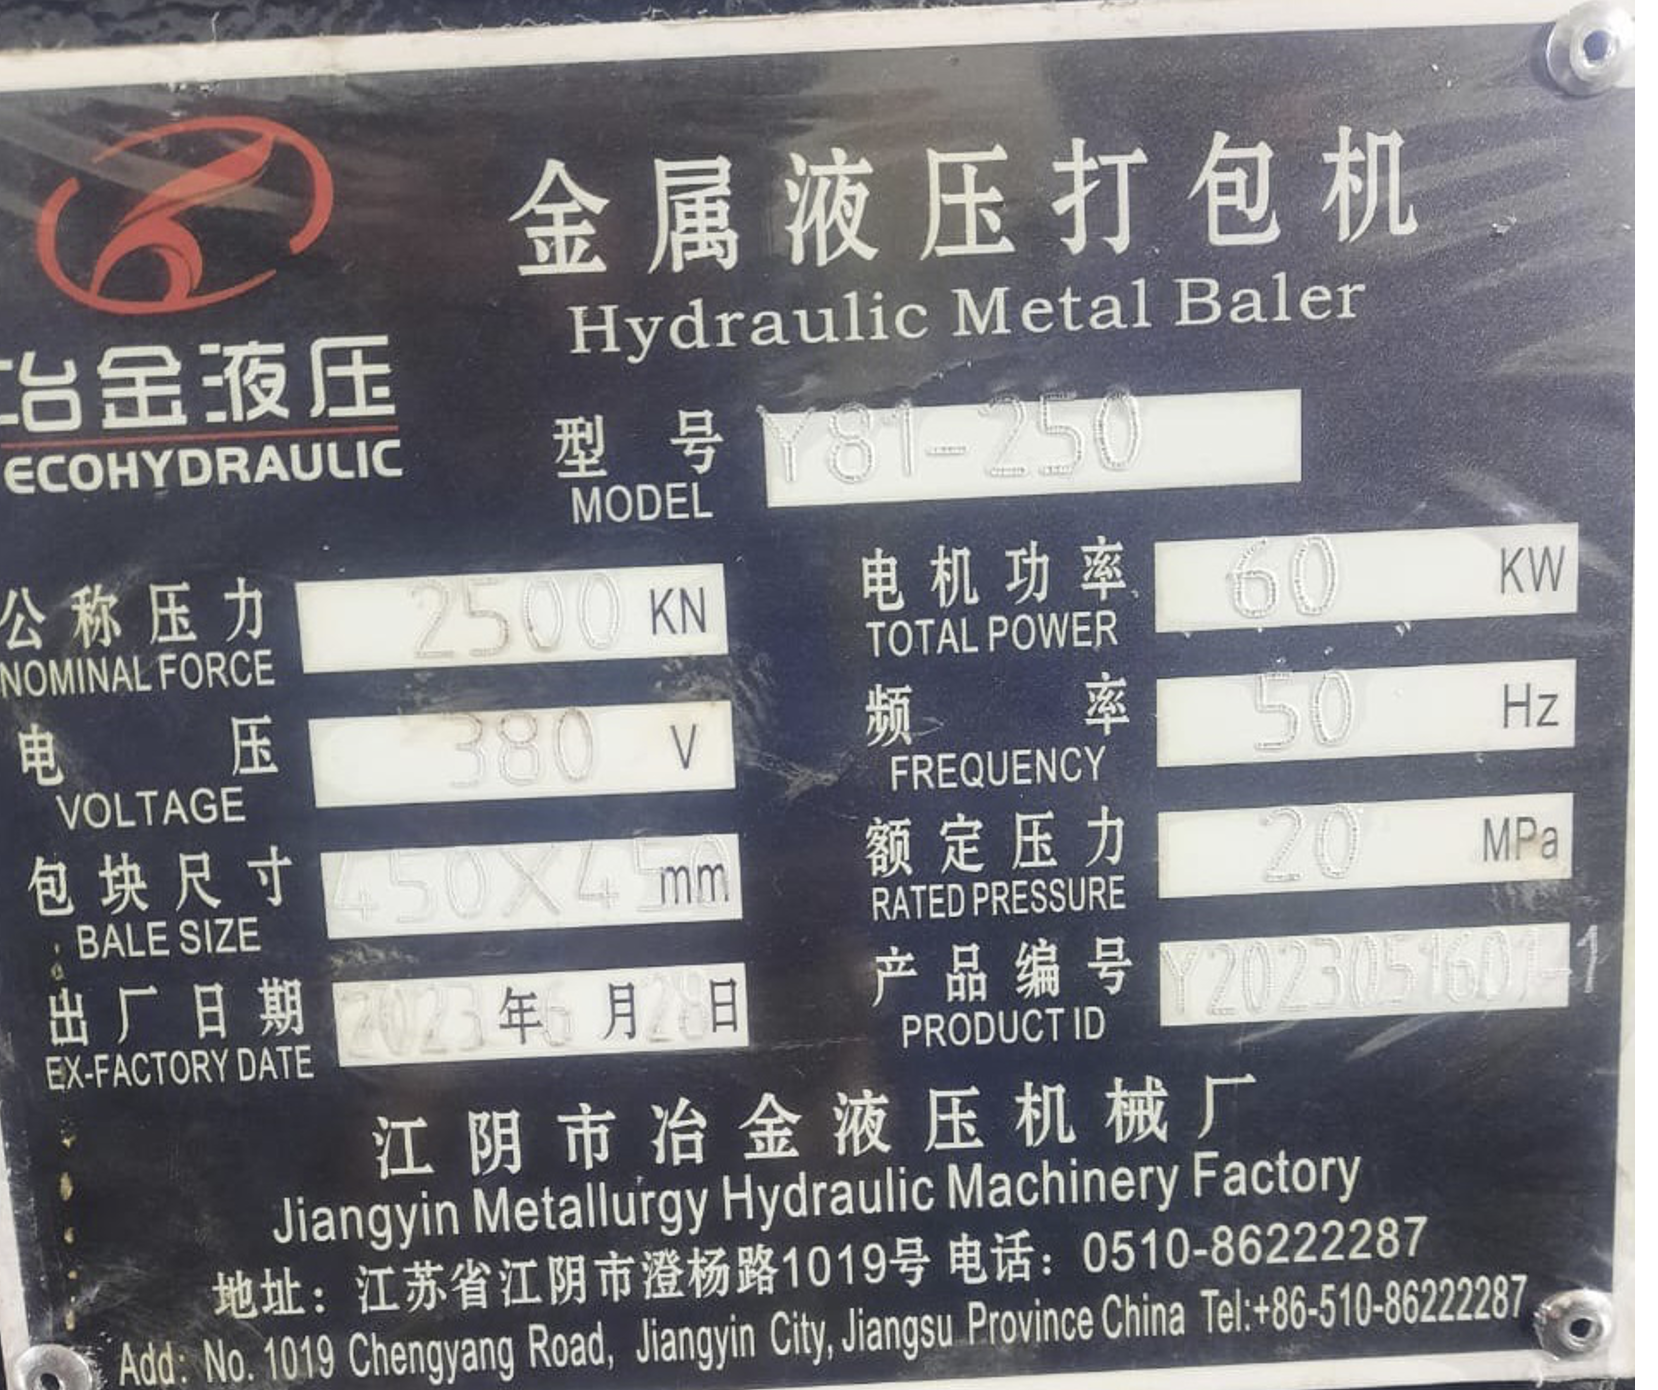 金属液压打包机
Hydraulic Metal Baler
冶金液压
ECOHYDRAULIC
型号 Y81-250
MODEL
公称压力 2500 KN
NOMINAL FORCE
电机功率 60 KW
TOTAL POWER
电压 380 V
VOLTAGE
频率 50 Hz
FREQUENCY
包块尺寸 450X450 mm
BALE SIZE
额定压力 20 MPa
RATED PRESSURE
出厂日期 2023年6月28日
EX-FACTORY DATE
产品编号 Y2023051601-1
PRODUCT ID
江阴市冶金液压机械厂
Jiangyin Metallurgy Hydraulic Machinery Factory
地址：江苏省江阴市澄杨路1019号 电话：0510-86222287
Add: No. 1019 Chengyang Road, Jiangyin City, Jiangsu Province China Tel:+86-510-86222287